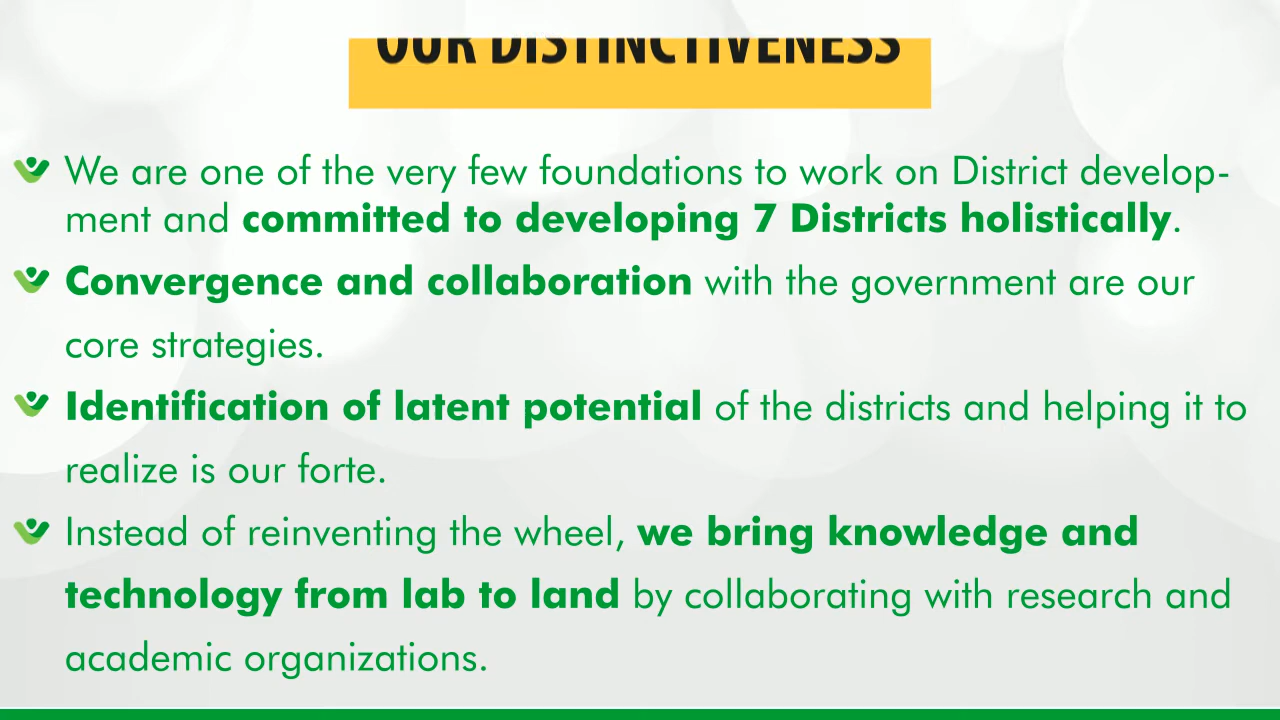 OUR DISTINCTIVENESS
We are one of the very few foundations to work on District develop-
ment and committed to developing 7 Districts holistically.
Convergence and collaboration with the government are our
core strategies.
Identification of latent potential of the districts and helping it to
realize is our forte.
Instead of reinventing the wheel, we bring knowledge and
technology from lab to land by collaborating with research and
academic organizations.